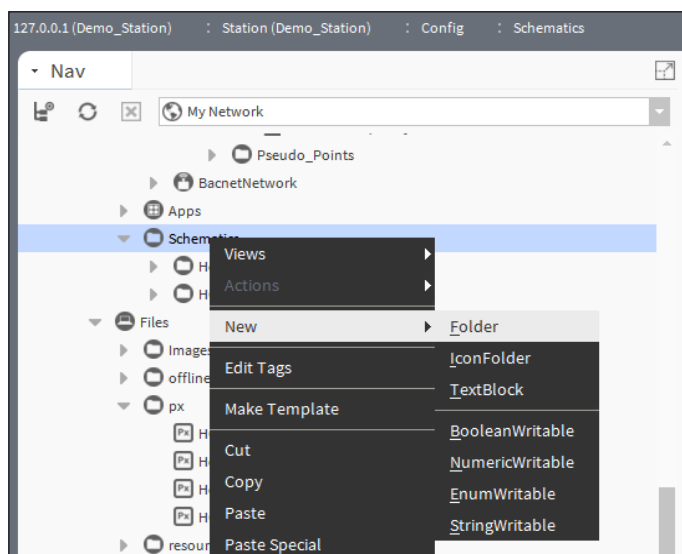 127.0.0.1 (Demo_Station) : Station (Demo_Station) : Config : Schematics
Nav
My Network
Pseudo_Points
BacnetNetwork
Apps
Schematics
Views
H
Actions
H
Files
New
Folder
Images
IconFolder
offline
Edit Tags
TextBlock
px
Make Template
H
BooleanWritable
Cut
H
NumericWritable
Copy
H
EnumWritable
Paste
H
StringWritable
resour
Paste Special